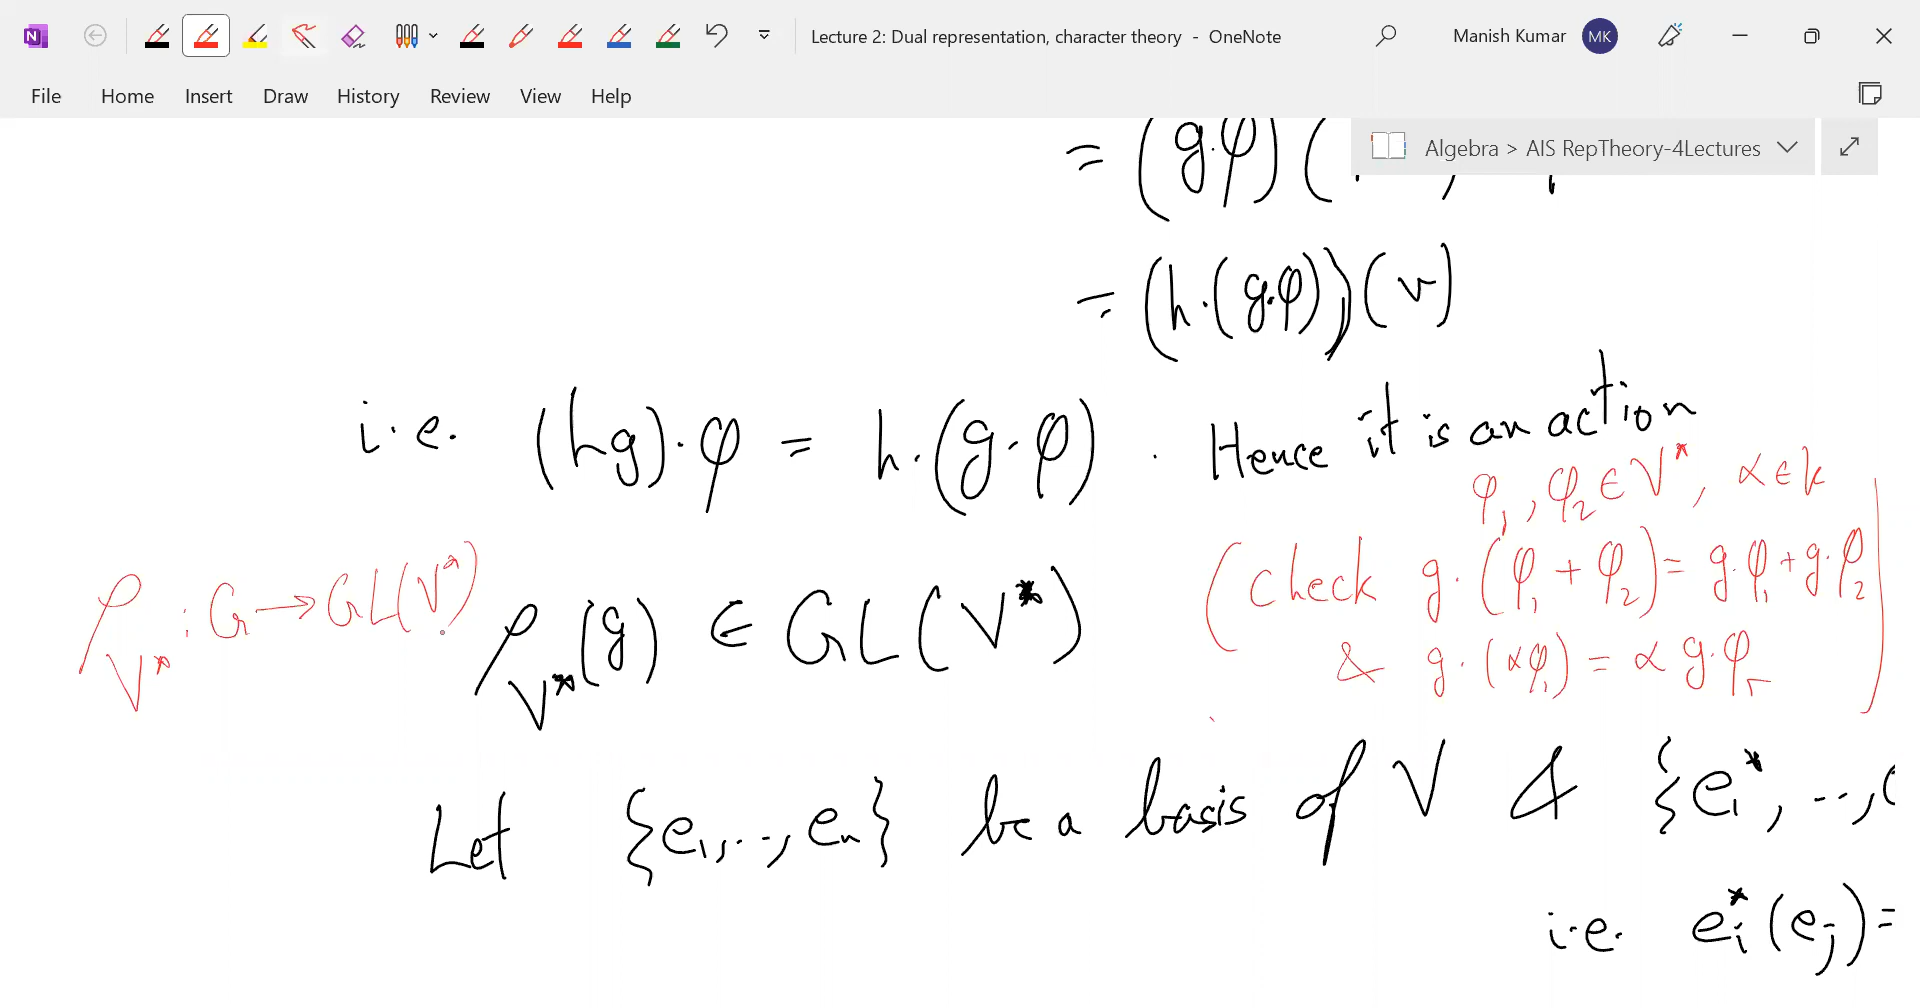 Lecture 2: Dual representation, character theory - OneNote
Manish Kumar MK
File Home Insert Draw History Review View Help
Algebra > AIS RepTheory-4Lectures
= (g.φ)(
= (h.(g.φ))(v)
i.e. (hg).φ = h.(g.φ). Hence it is an action
φ₁, φ₂ ∈ V*, α ∈ k
(Check g.(φ₁ + φ₂) = g.φ₁ + g.φ₂
& g.(αφ₁) = α g.φ₁)
ρ_V* : G → GL(V*)
ρ_V*(g) ∈ GL(V*)
Let {e₁,..,eₙ} be a basis of V & {e₁*, ..,
i.e. eᵢ*(eⱼ) =